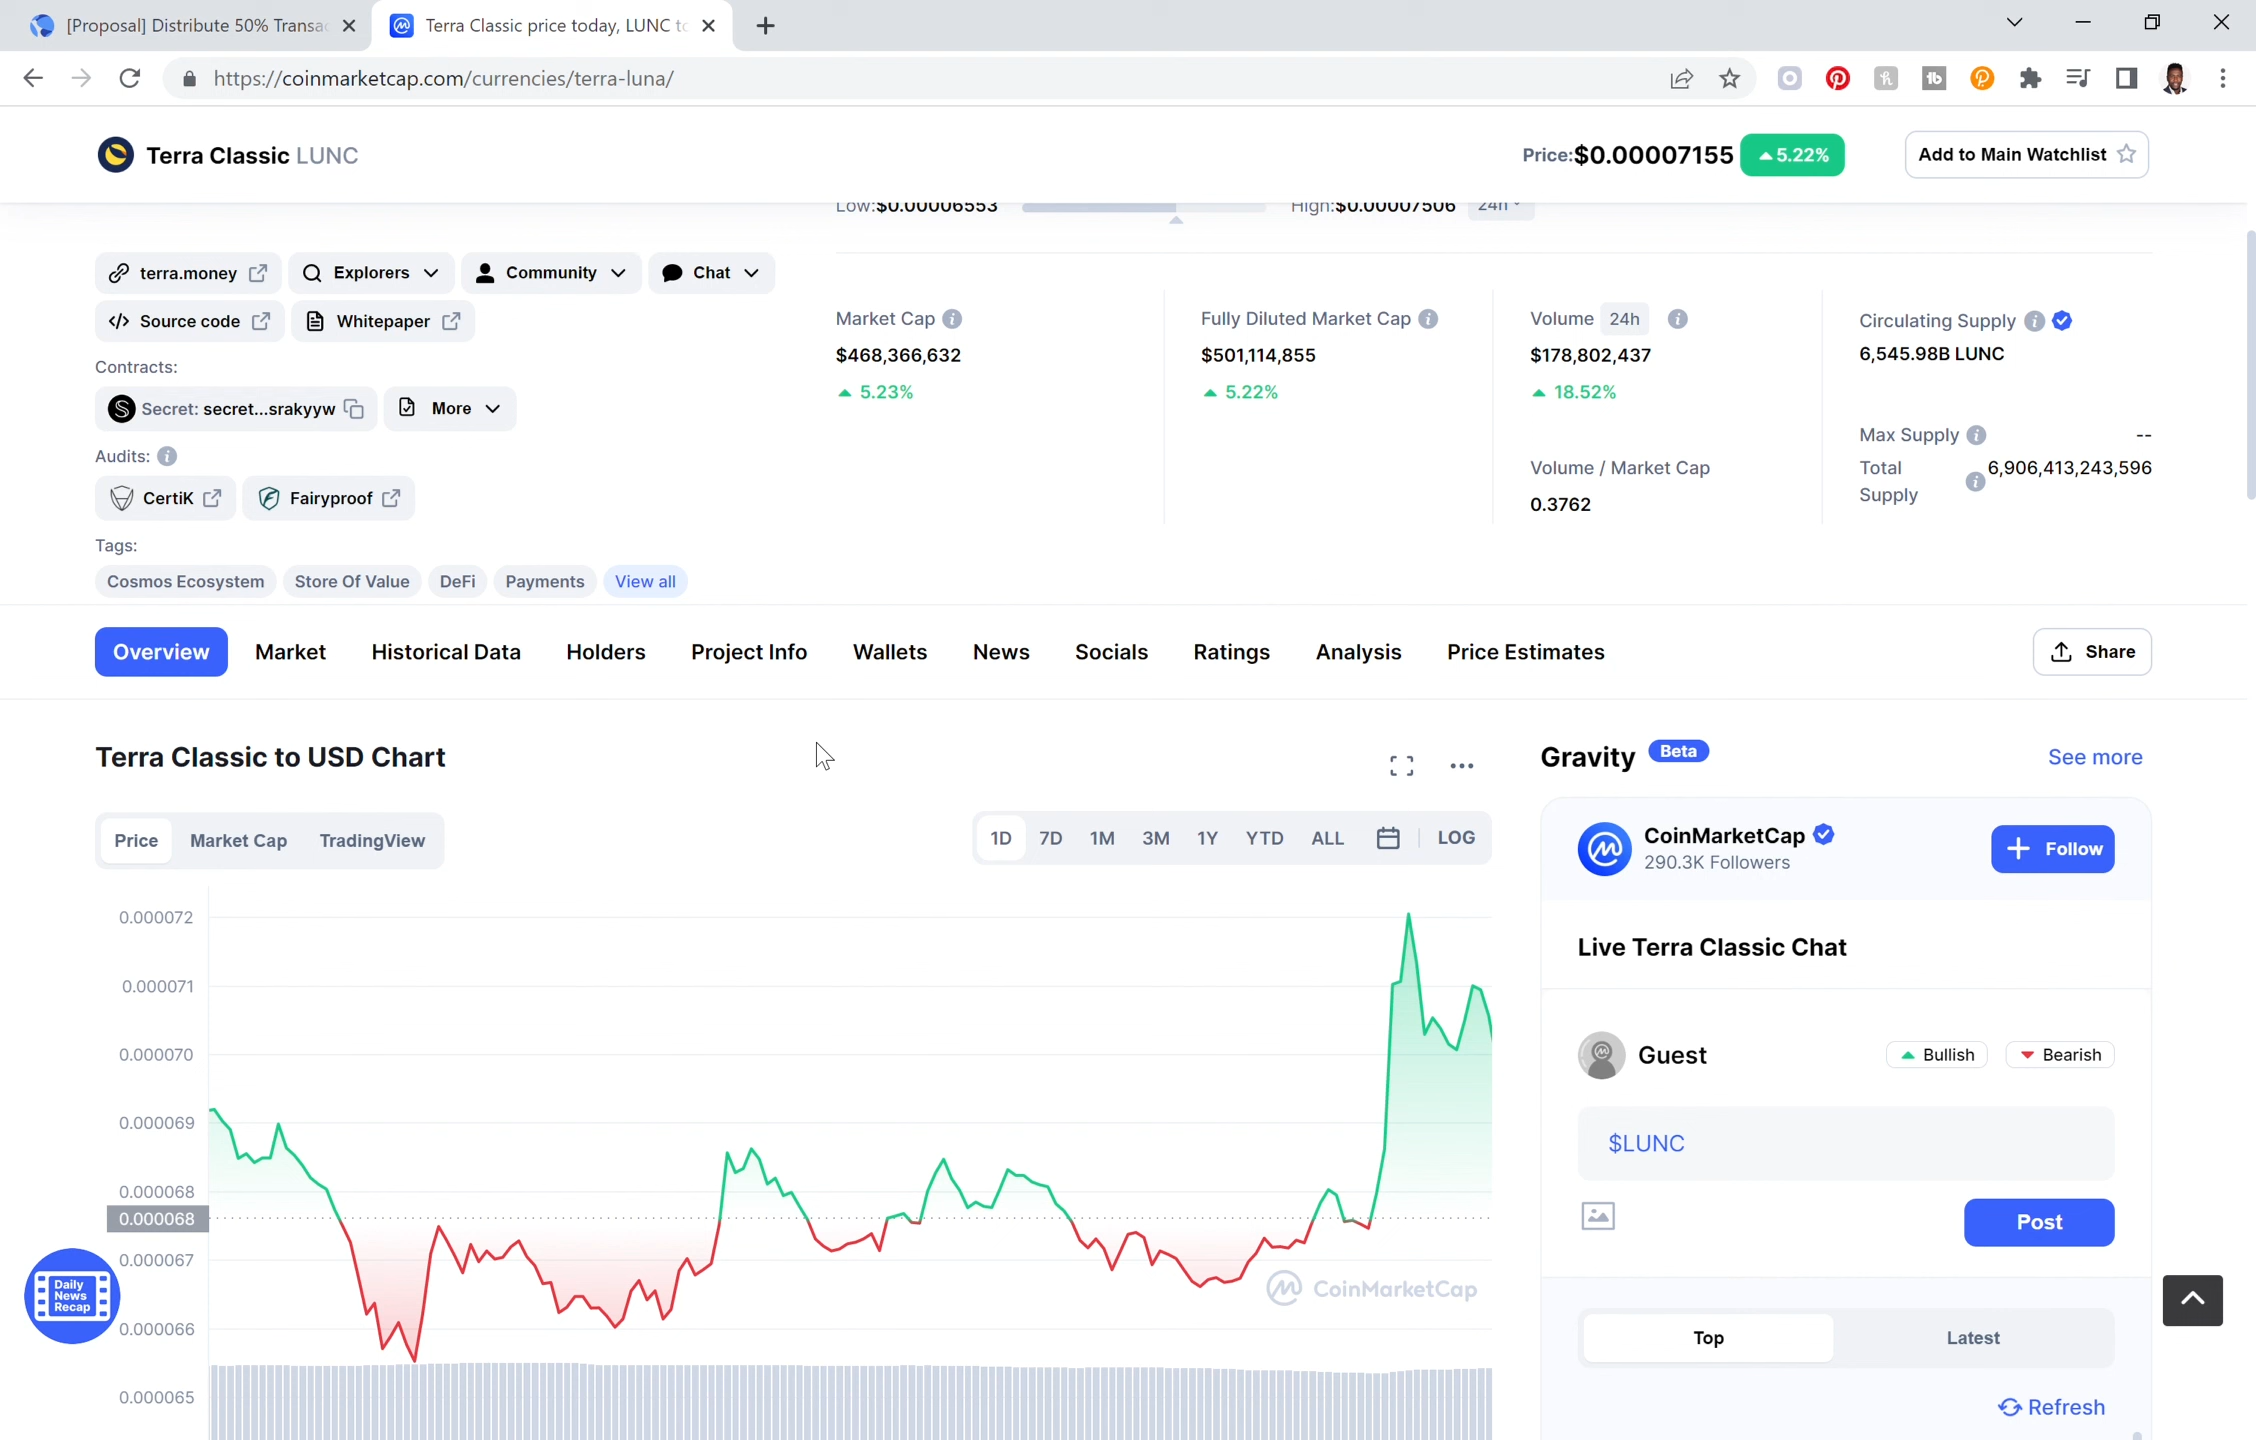 [Proposal] Distribute 50% Transac
Terra Classic price today, LUNC to
https://coinmarketcap.com/currencies/terra-luna/
Terra Classic LUNC
Price:$0.00007155
5.22%
Add to Main Watchlist
Low:$0.00006553
High:$0.00007506
24h
terra.money
Explorers
Community
Chat
Source code
Whitepaper
Contracts:
Secret: secret...srakyyw
More
Audits:
CertiK
Fairyproof
Tags:
Cosmos Ecosystem
Store Of Value
DeFi
Payments
View all
Market Cap
$468,366,632
5.23%
Fully Diluted Market Cap
$501,114,855
5.22%
Volume 24h
$178,802,437
18.52%
Volume / Market Cap
0.3762
Circulating Supply
6,545.98B LUNC
Max Supply
--
Total
Supply
6,906,413,243,596
Overview
Market
Historical Data
Holders
Project Info
Wallets
News
Socials
Ratings
Analysis
Price Estimates
Share
Terra Classic to USD Chart
Price
Market Cap
TradingView
1D
7D
1M
3M
1Y
YTD
ALL
LOG
0.000072
0.000071
0.000070
0.000069
0.000068
0.000068
0.000067
0.000066
0.000065
CoinMarketCap
Daily
News
Recap
Gravity
Beta
See more
CoinMarketCap
290.3K Followers
Follow
Live Terra Classic Chat
Guest
Bullish
Bearish
$LUNC
Post
Top
Latest
Refresh